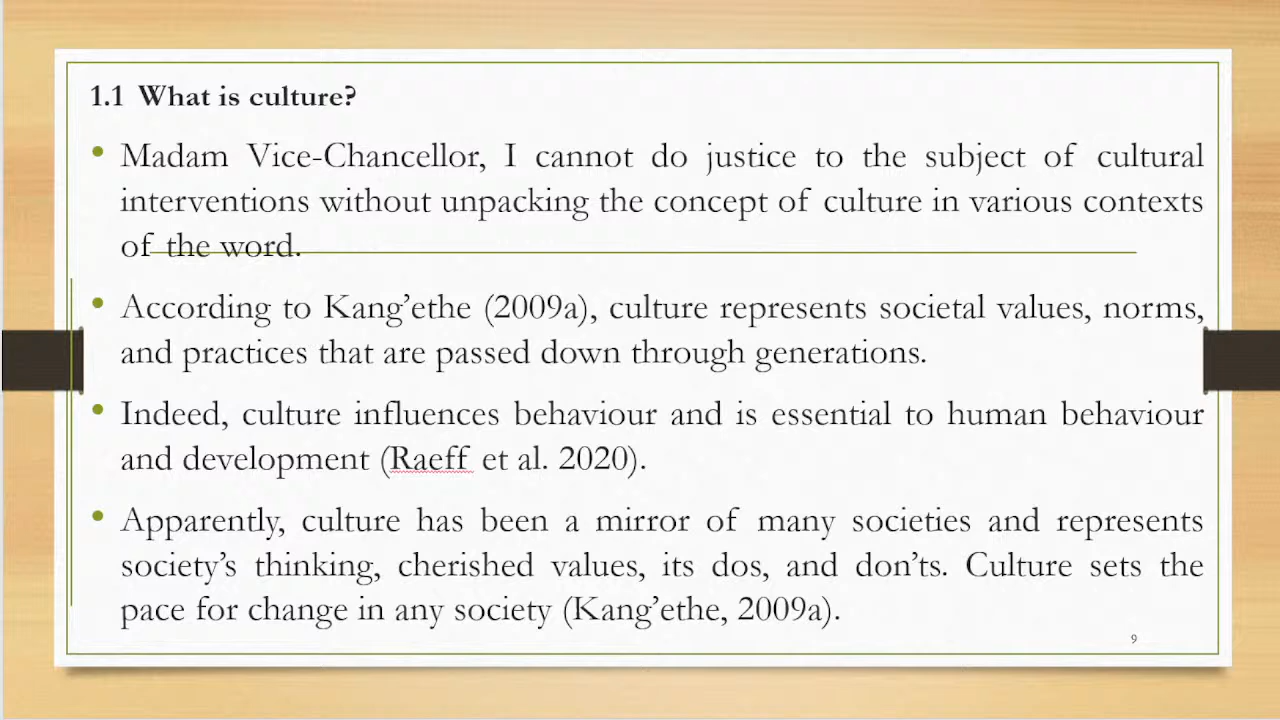 1.1 What is culture?
• Madam Vice-Chancellor, I cannot do justice to the subject of cultural
interventions without unpacking the concept of culture in various contexts
of the word.
• According to Kang’ethe (2009a), culture represents societal values, norms,
and practices that are passed down through generations.
• Indeed, culture influences behaviour and is essential to human behaviour
and development (Raeff et al. 2020).
• Apparently, culture has been a mirror of many societies and represents
society’s thinking, cherished values, its dos, and don’ts. Culture sets the
pace for change in any society (Kang’ethe, 2009a).
9